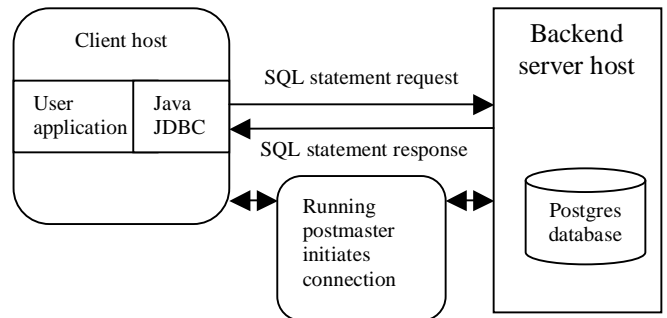 Client host
User
application
Java
JDBC
SQL statement request
SQL statement response
Backend
server host
Postgres
database
Running
postmaster
initiates
connection